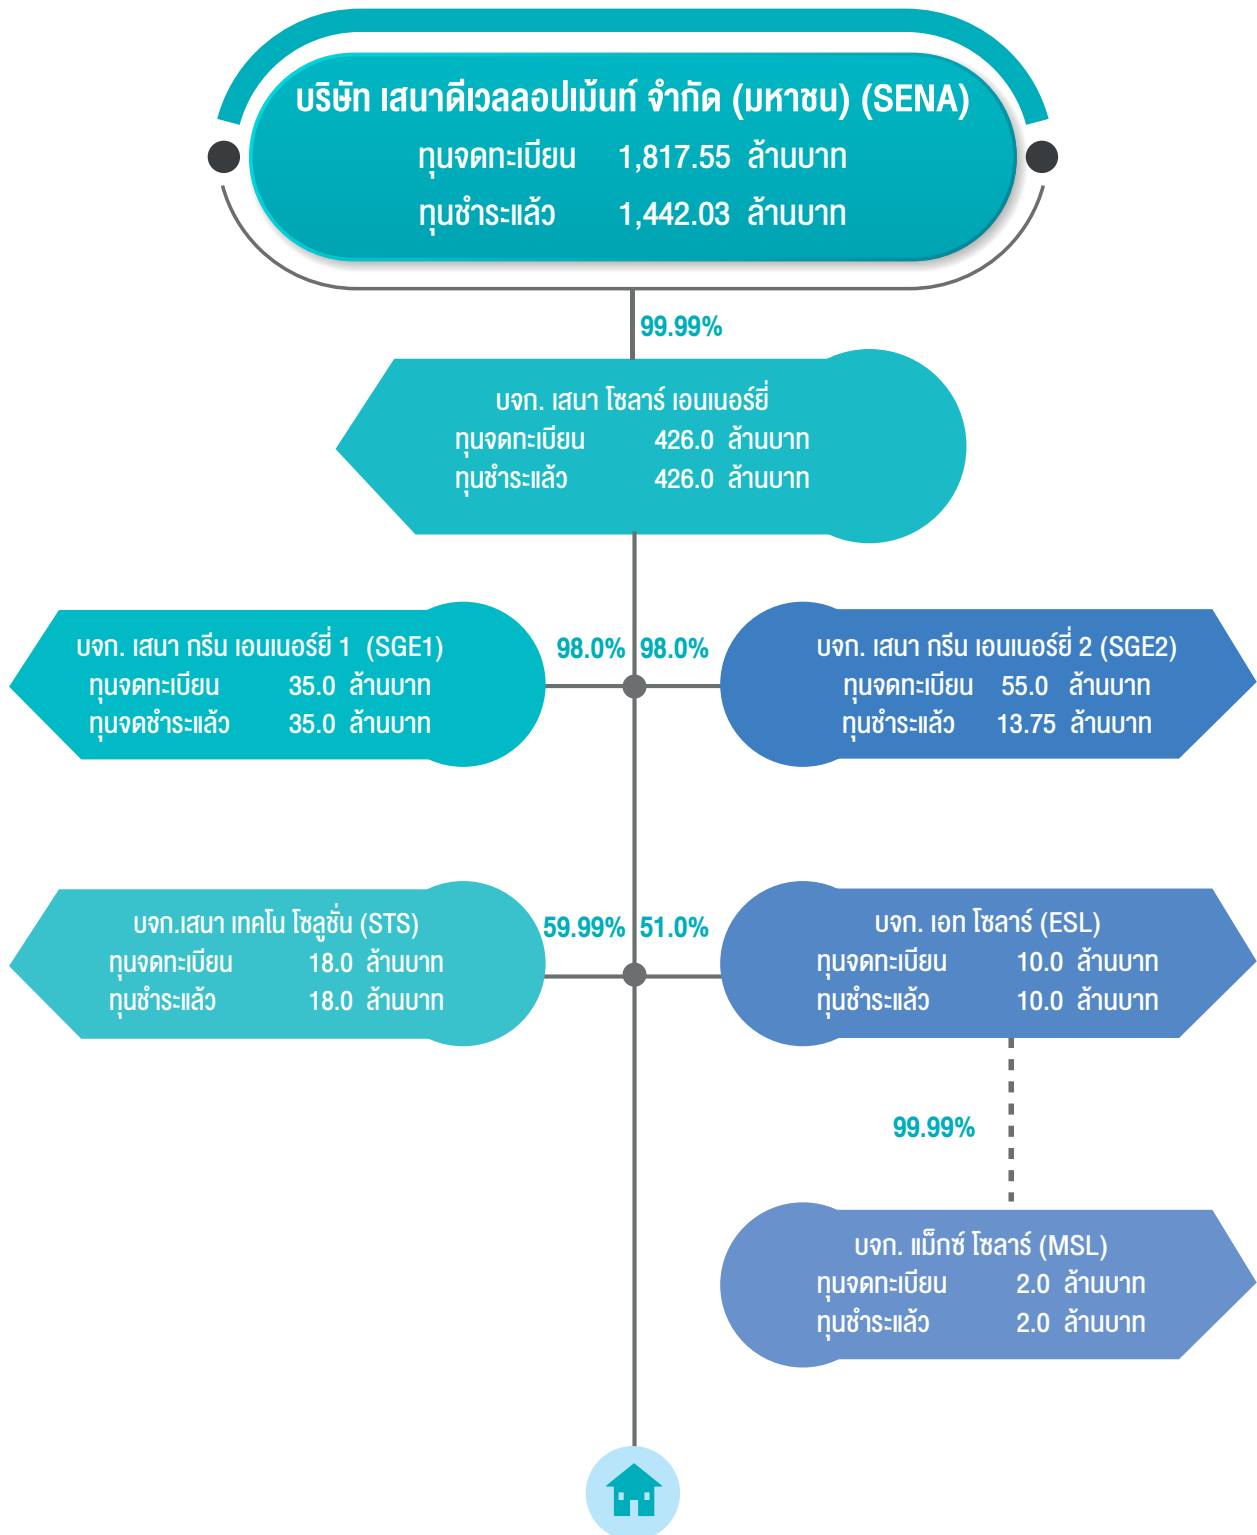 บริษัท เสนาดีเวลลอปเม้นท์ จำกัด (มหาชน) (SENA)
ทุนจดทะเบียน 1,817.55 ล้านบาท
ทุนชำระแล้ว 1,442.03 ล้านบาท
99.99%
บจก. เสนา โซลาร์ เอนเนอร์ยี่
ทุนจดทะเบียน 426.0 ล้านบาท
ทุนชำระแล้ว 426.0 ล้านบาท
บจก. เสนา กรีน เอนเนอร์ยี่ 1 (SGE1)
ทุนจดทะเบียน 35.0 ล้านบาท
ทุนจดชำระแล้ว 35.0 ล้านบาท
98.0% 98.0%
บจก. เสนา กรีน เอนเนอร์ยี่ 2 (SGE2)
ทุนจดทะเบียน 55.0 ล้านบาท
ทุนชำระแล้ว 13.75 ล้านบาท
บจก.เสนา เทคโน โซลูชั่น (STS)
ทุนจดทะเบียน 18.0 ล้านบาท
ทุนชำระแล้ว 18.0 ล้านบาท
59.99% 51.0%
บจก. เอท โซลาร์ (ESL)
ทุนจดทะเบียน 10.0 ล้านบาท
ทุนชำระแล้ว 10.0 ล้านบาท
99.99%
บจก. แม็กซ์ โซลาร์ (MSL)
ทุนจดทะเบียน 2.0 ล้านบาท
ทุนชำระแล้ว 2.0 ล้านบาท